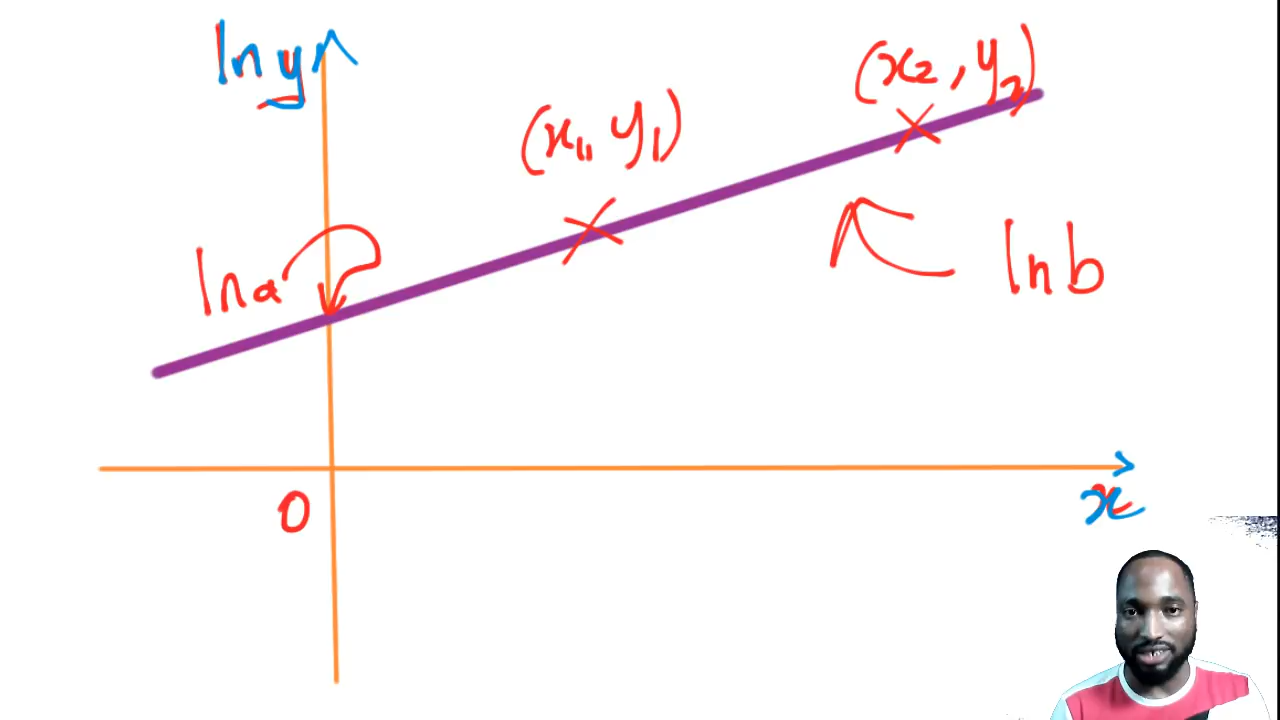 ln y
(x₁, y₁)
(x₂, y₂)
ln a
ln b
0
x